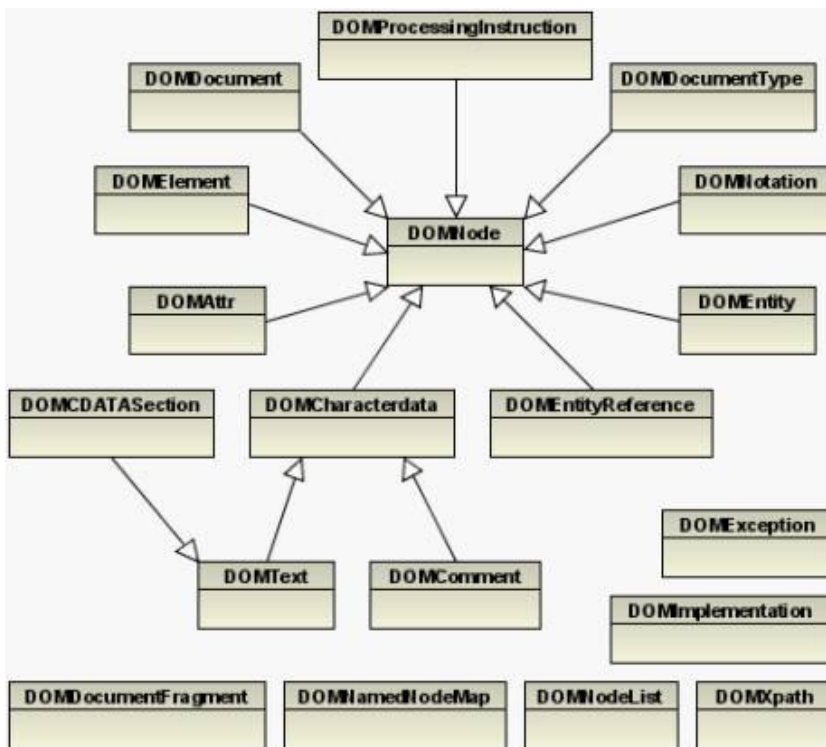 DOMProcessingInstruction
DOMDocument
DOMDocumentType
DOMElement
DOMNotation
DOMNode
DOMAttr
DOMEntity
DOMCDATASection
DOMCharacterdata
DOMEntityReference
DOMException
DOMText
DOMComment
DOMImplementation
DOMDocumentFragment
DOMNamedNodeMap
DOMNodeList
DOMXpath